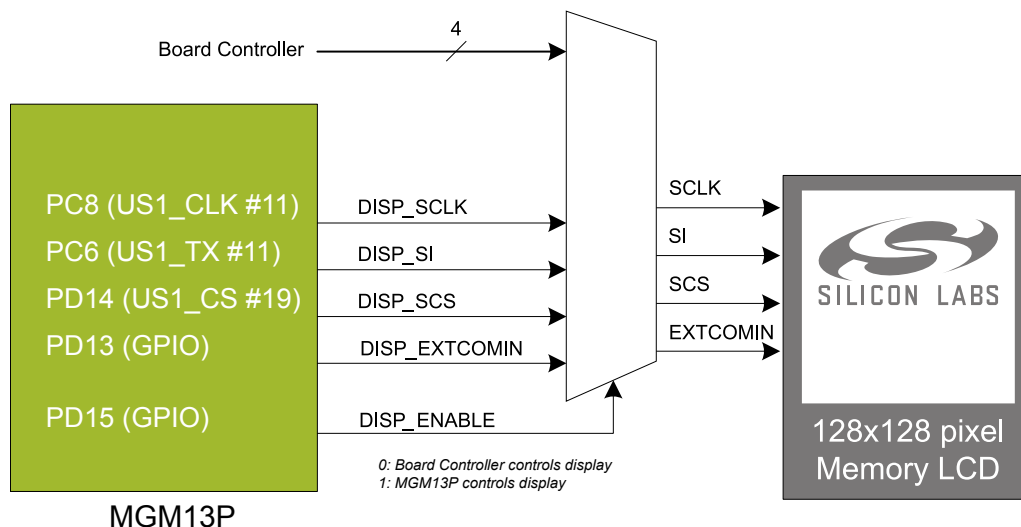 4
Board Controller
PC8 (US1_CLK #11)
DISP_SCLK
SCLK
PC6 (US1_TX #11)
DISP_SI
SI
PD14 (US1_CS #19)
DISP_SCS
SCS
PD13 (GPIO)
DISP_EXTCOMIN
EXTCOMIN
PD15 (GPIO)
DISP_ENABLE
0: Board Controller controls display
1: MGM13P controls display
SILICON LABS
128x128 pixel
Memory LCD
MGM13P